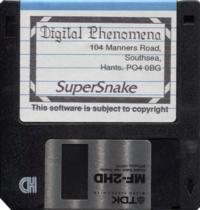 Digital Phenomena
104 Manners Road,
Southsea,
Hants. PO4 0BG
SuperSnake
This software is subject to copyright
HD
TDK
MF-2HD